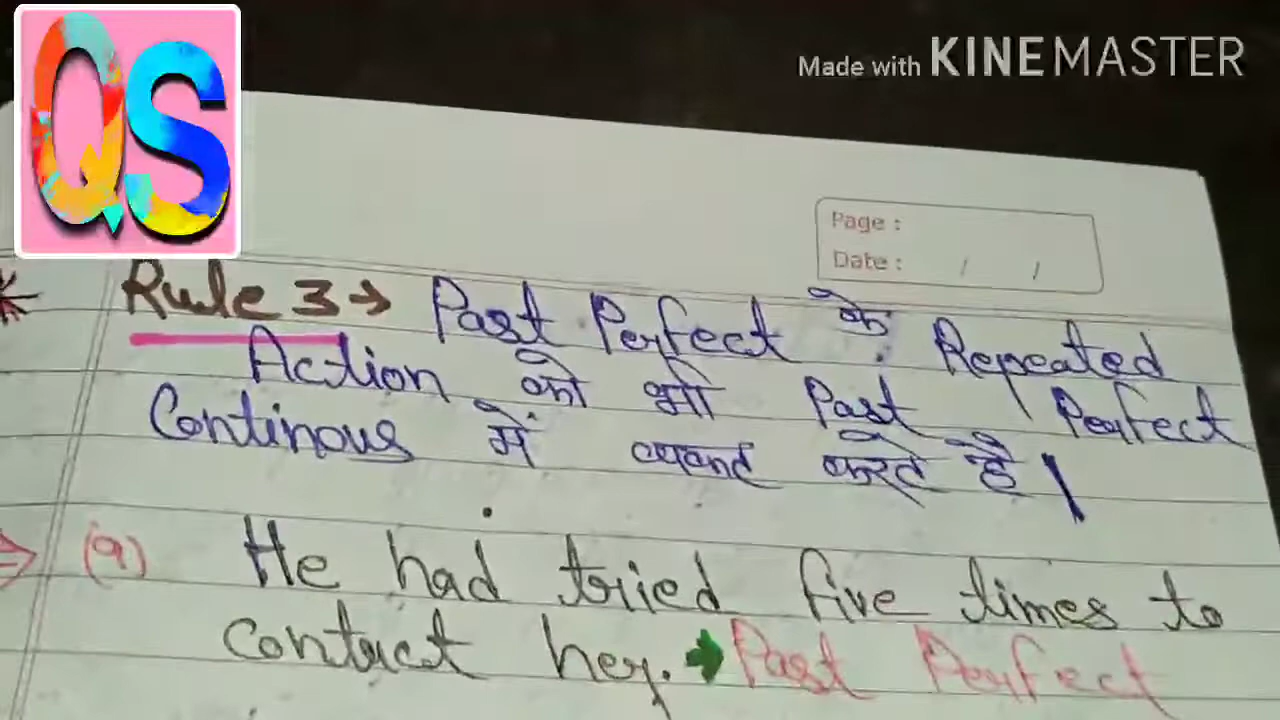 QS
Made with KINEMASTER
Page :
Date : / /
Rule 3→ Past Perfect के Repeated
Action को भी Past Perfect
Continous में व्यक्त करते है।
(a) He had tried five times to
contact her. → Past Perfect